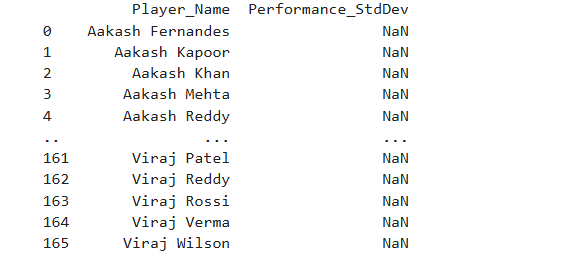 Player_Name Performance_StdDev
0 Aakash Fernandes NaN
1 Aakash Kapoor NaN
2 Aakash Khan NaN
3 Aakash Mehta NaN
4 Aakash Reddy NaN
.. ... ...
161 Viraj Patel NaN
162 Viraj Reddy NaN
163 Viraj Rossi NaN
164 Viraj Verma NaN
165 Viraj Wilson NaN